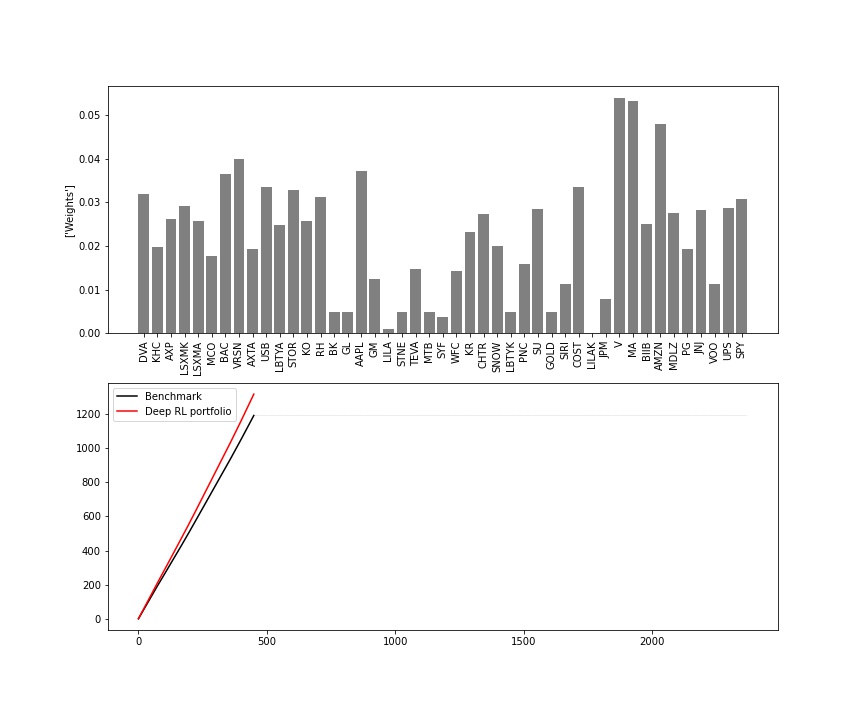 ['Weights']
0.05
0.04
0.03
0.02
0.01
0.00
DVA KHC AXP LSXMK LSXMA MCO BAC VRSN AXTA USB LBTYA STOR KO RH BK GL AAPL GM LILA STNE TEVA MTB SYF WFC KR CHTR SNOW LBTYK PNC SU GOLD SIRI COST LILAK JPM V MA BIIB AMZN MDLZ PG JNJ VOO UPS SPY
Benchmark
Deep RL portfolio
1200
1000
800
600
400
200
0
0 500 1000 1500 2000